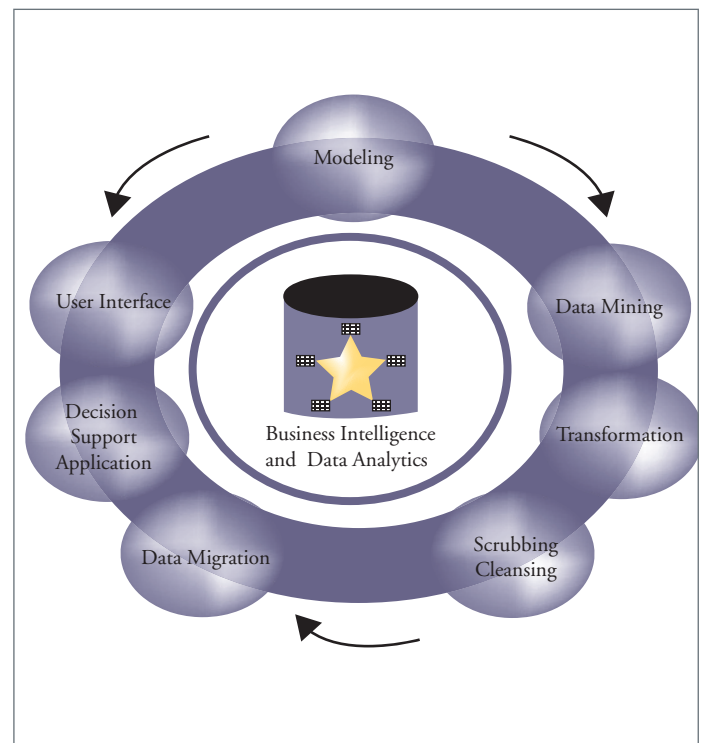 Modeling
User Interface
Data Mining
Decision
Support
Application
Business Intelligence
and Data Analytics
Transformation
Data Migration
Scrubbing
Cleansing